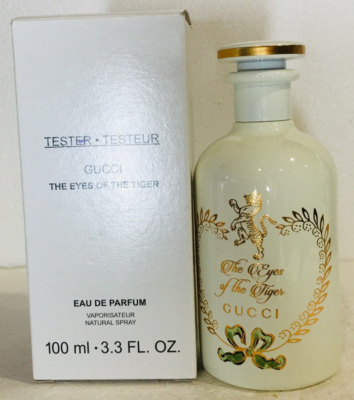 TESTER • TESTEUR
GUCCI
THE EYES OF THE TIGER
EAU DE PARFUM
VAPORISATEUR
NATURAL SPRAY
100 ml • 3.3 FL. OZ.
The Eyes
of the Tiger
GUCCI